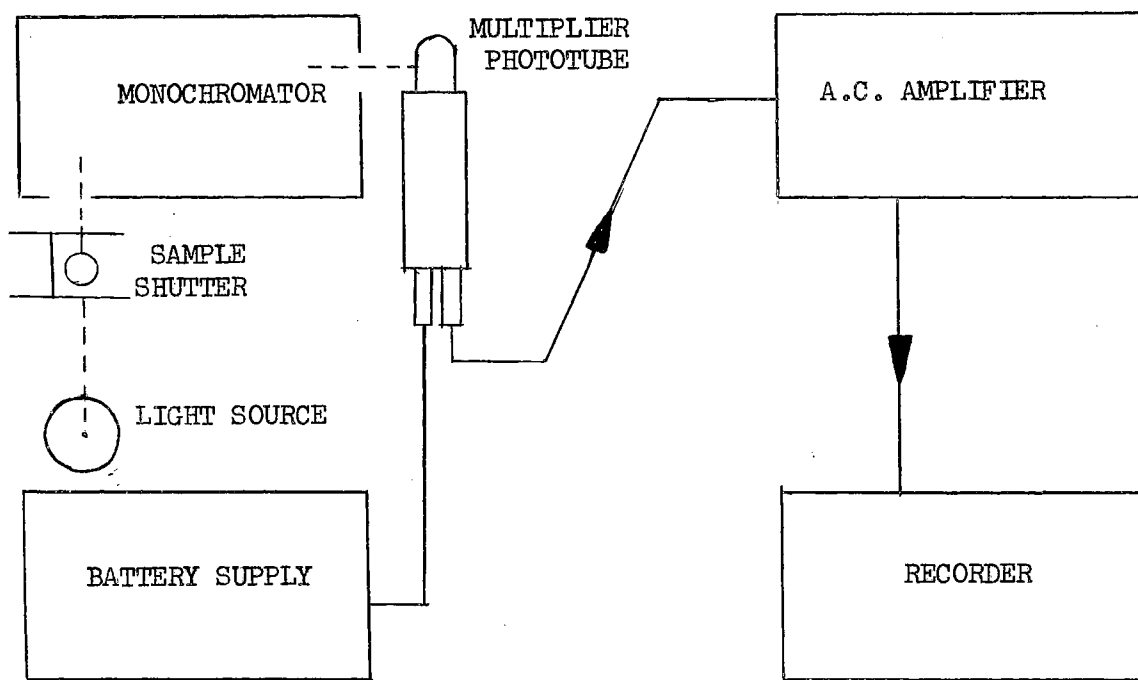 MULTIPLIER
PHOTOTUBE
MONOCHROMATOR
A.C. AMPLIFIER
SAMPLE
SHUTTER
LIGHT SOURCE
BATTERY SUPPLY
RECORDER